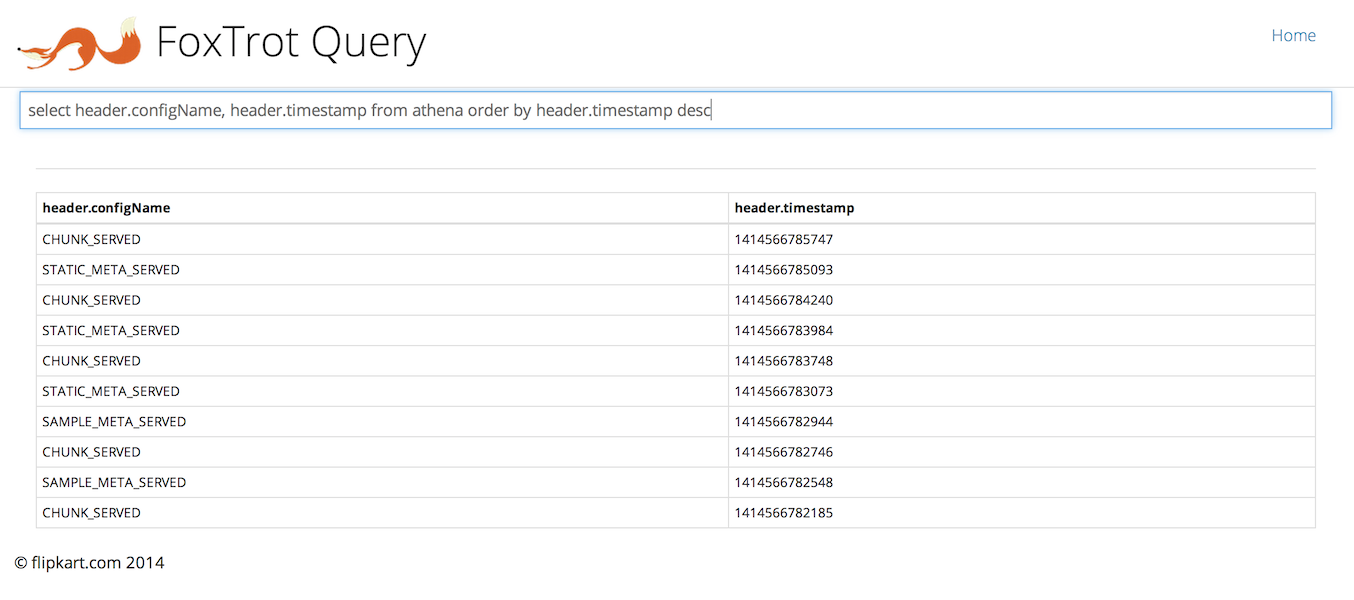 FoxTrot Query
Home
select header.configName, header.timestamp from athena order by header.timestamp desc
header.configName header.timestamp
CHUNK_SERVED 1414566785747
STATIC_META_SERVED 1414566785093
CHUNK_SERVED 1414566784240
STATIC_META_SERVED 1414566783984
CHUNK_SERVED 1414566783748
STATIC_META_SERVED 1414566783073
SAMPLE_META_SERVED 1414566782944
CHUNK_SERVED 1414566782746
SAMPLE_META_SERVED 1414566782548
CHUNK_SERVED 1414566782185
© flipkart.com 2014